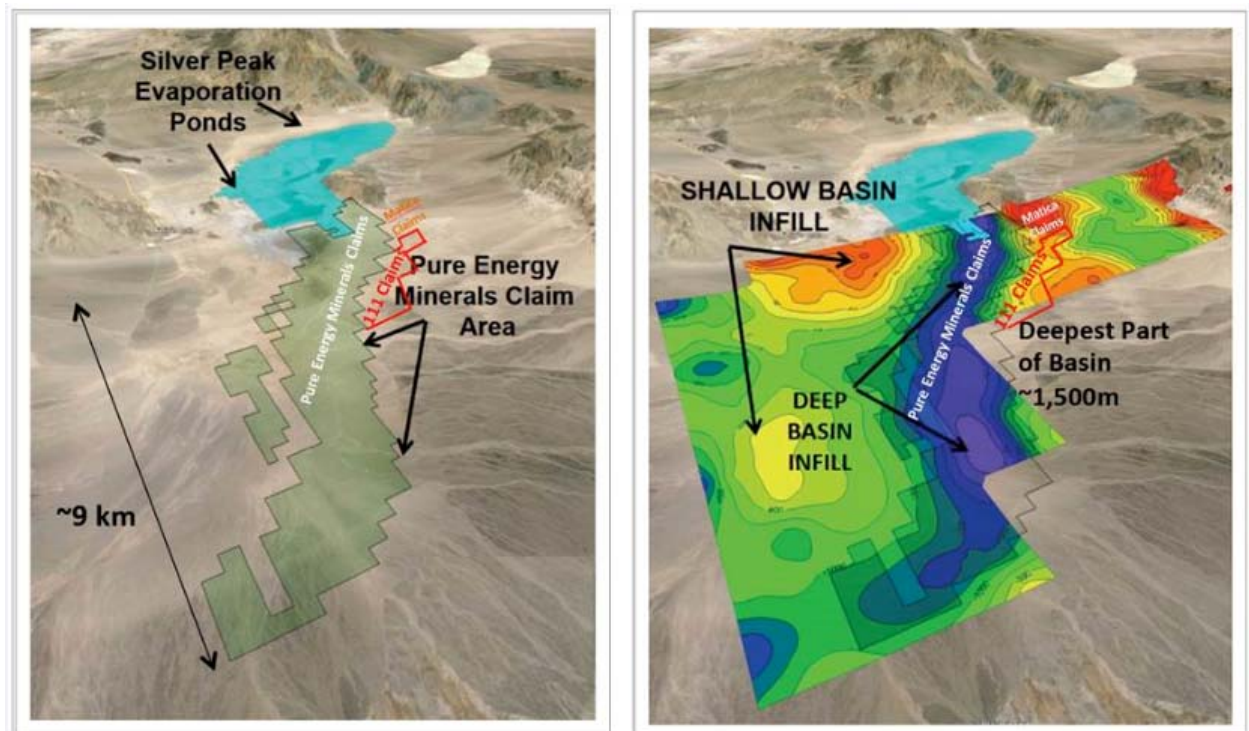 Silver Peak
Evaporation
Ponds
Matica
Claims
Pure Energy Minerals Claims
111 Claims
Pure Energy
Minerals Claim
Area
~9 km
SHALLOW BASIN
INFILL
Matica
Claims
Pure Energy Minerals Claims
111 Claims
Deepest Part
of Basin
~1,500m
DEEP
BASIN
INFILL